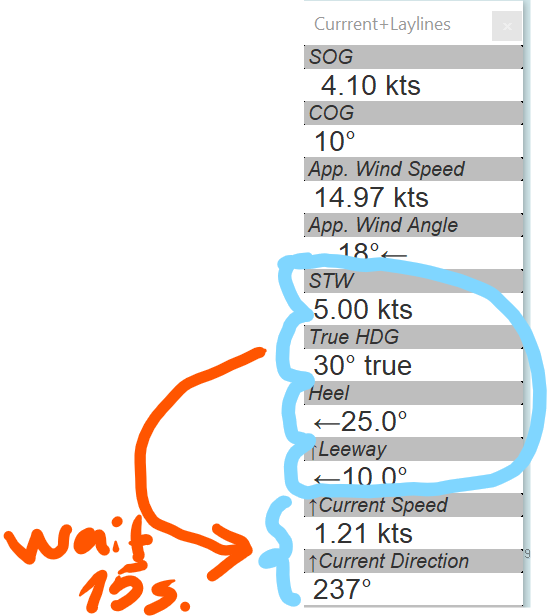 Currrent+Laylines ×
SOG
4.10 kts
COG
10°
App. Wind Speed
14.97 kts
App. Wind Angle
18°←
STW
5.00 kts
True HDG
30° true
Heel
←25.0°
↑Leeway
←10.0°
↑Current Speed
1.21 kts
↑Current Direction
237°
wait
15s.
9